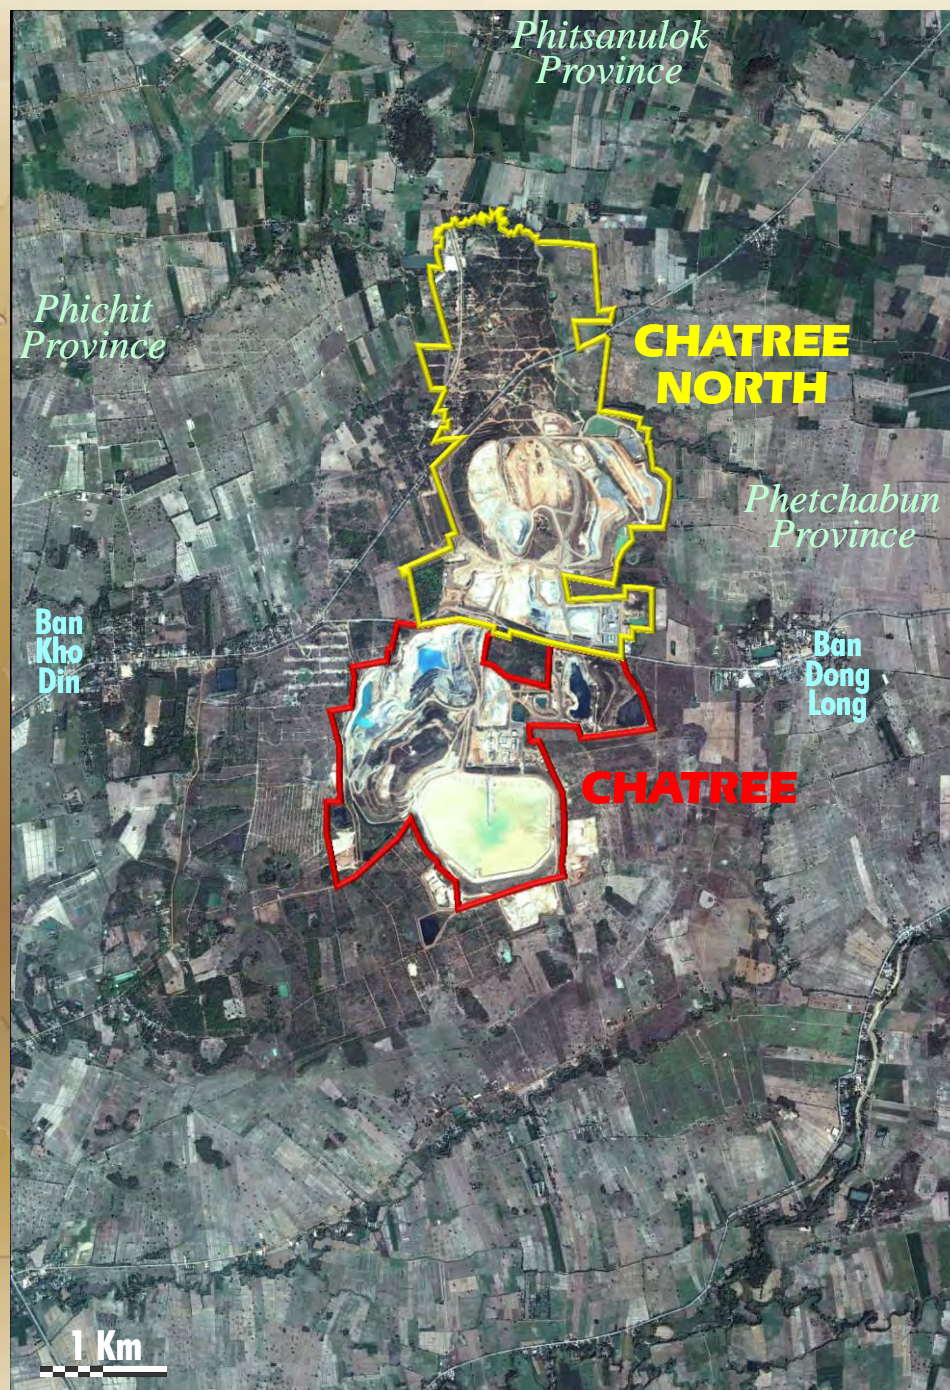 Phitsanulok
Province
Phichit
Province
CHATREE
NORTH
Phetchabun
Province
Ban
Kho
Din
Ban
Dong
Long
CHATREE
1 Km